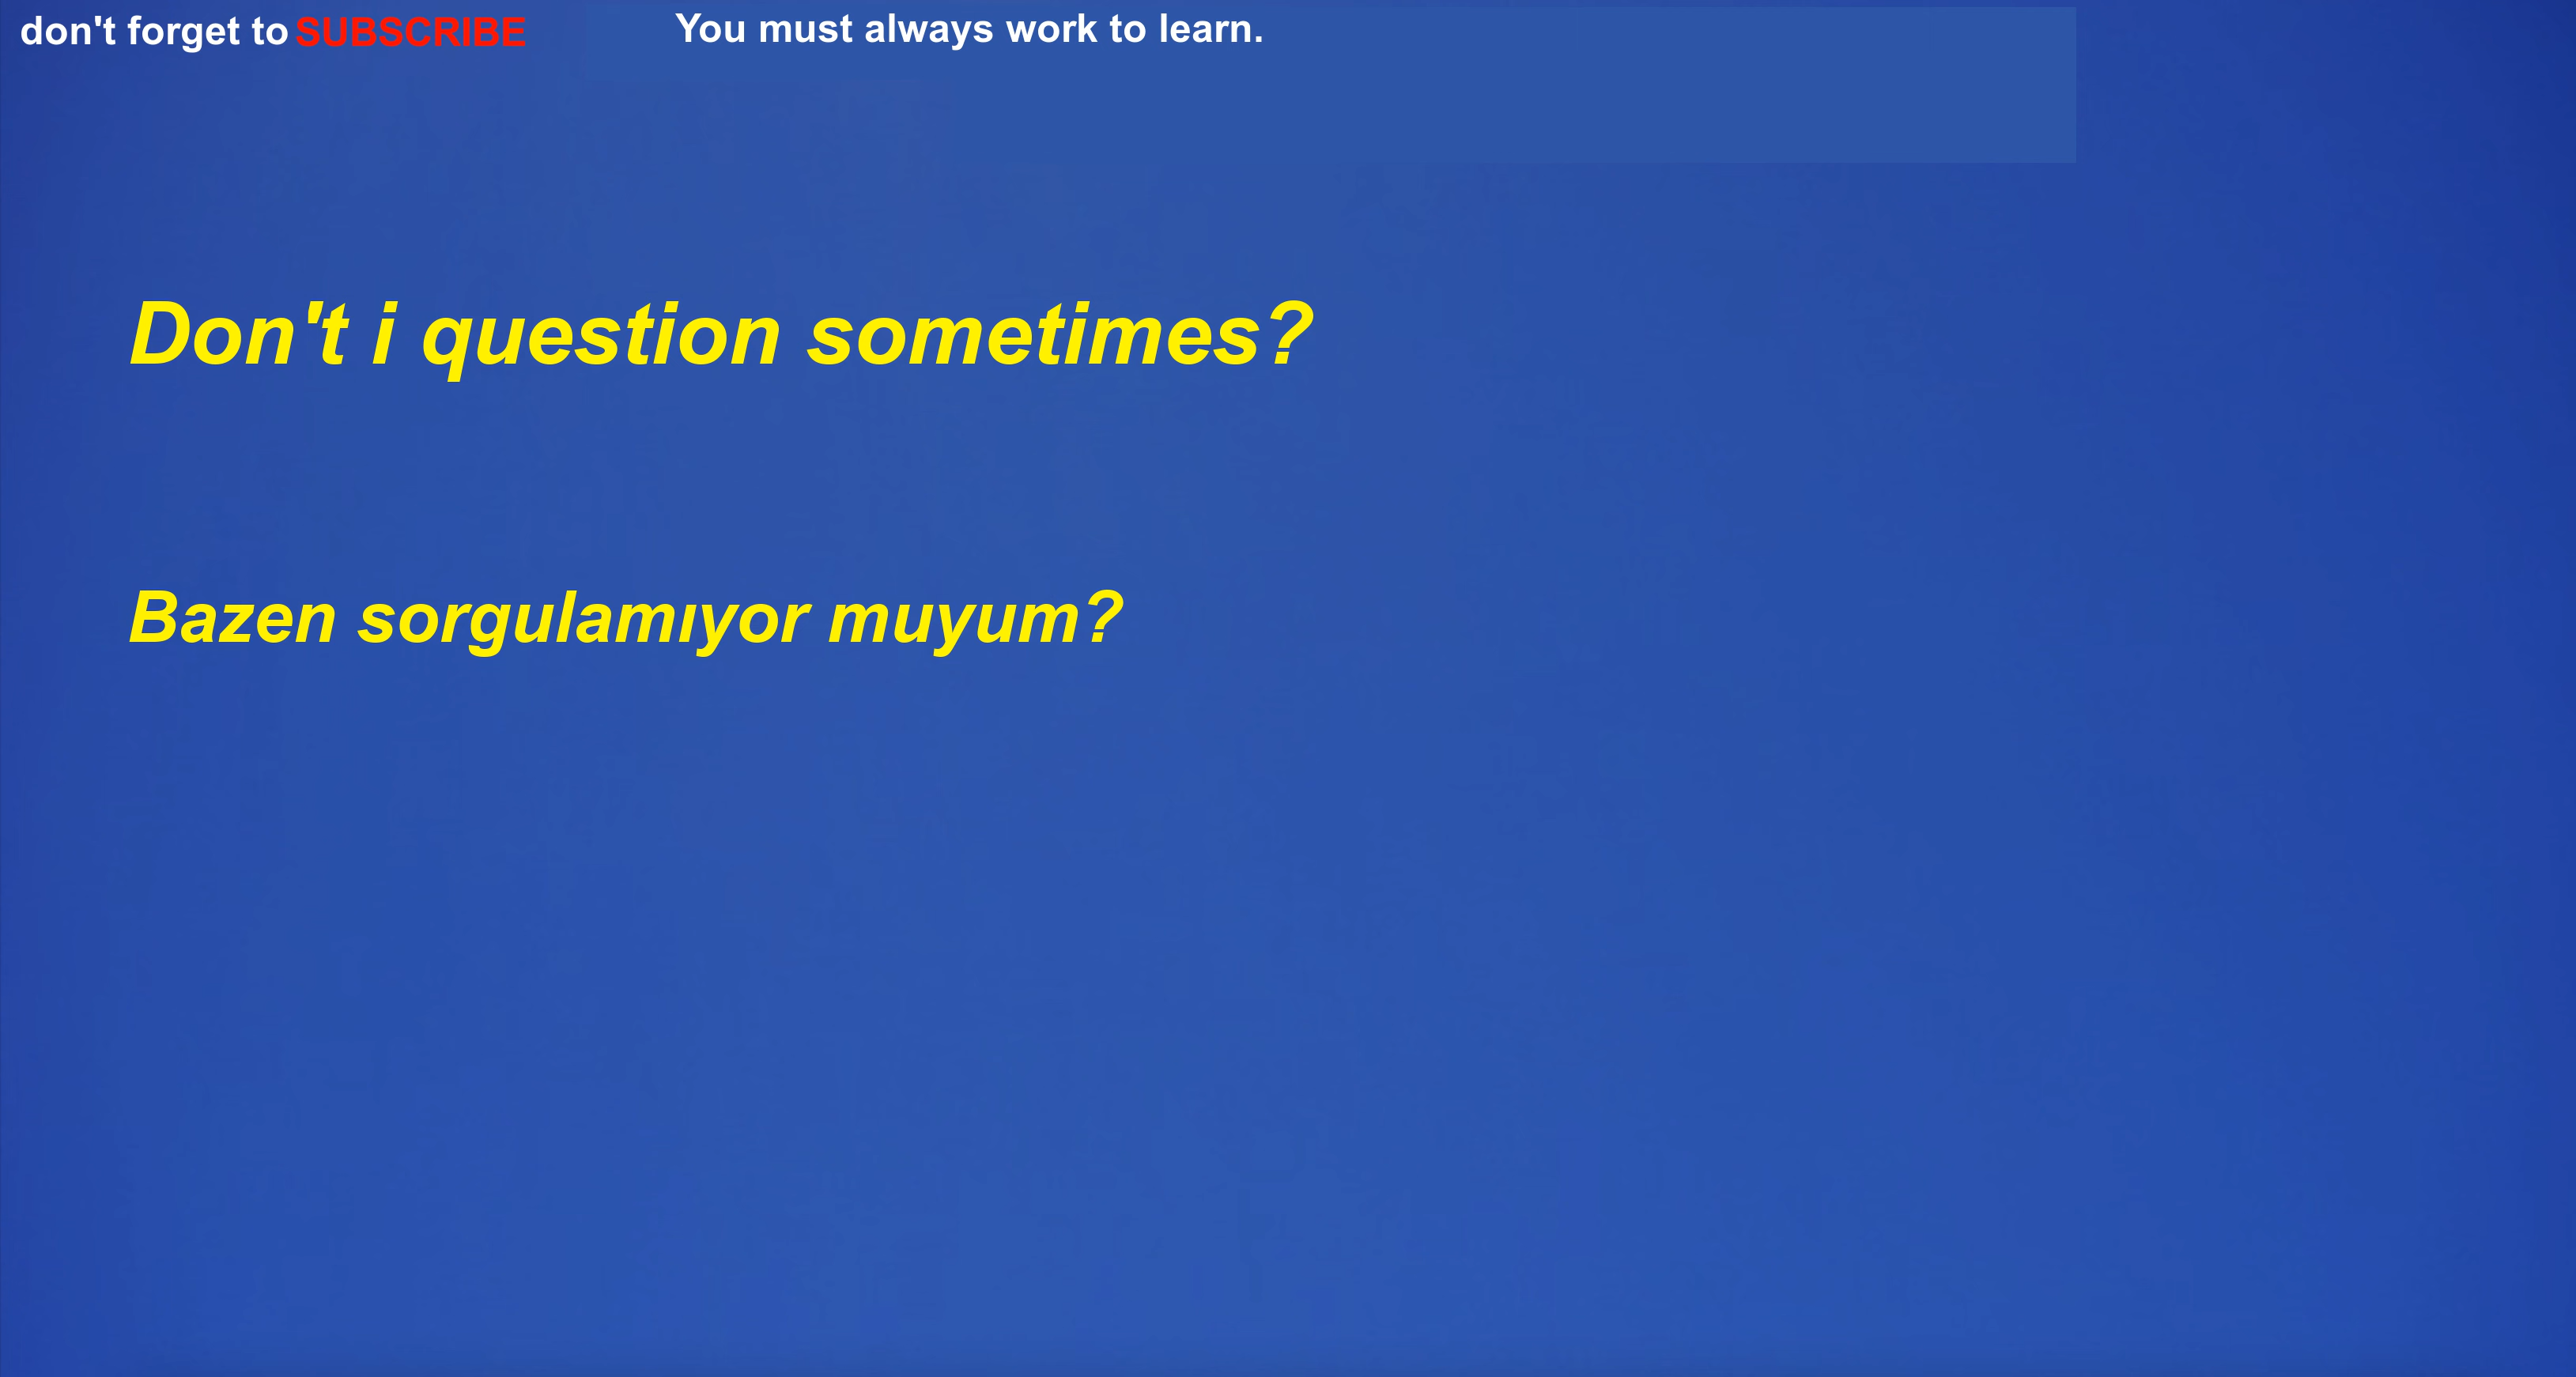 don't forget to SUBSCRIBE
You must always work to learn.
Don't i question sometimes?
Bazen sorgulamıyor muyum?